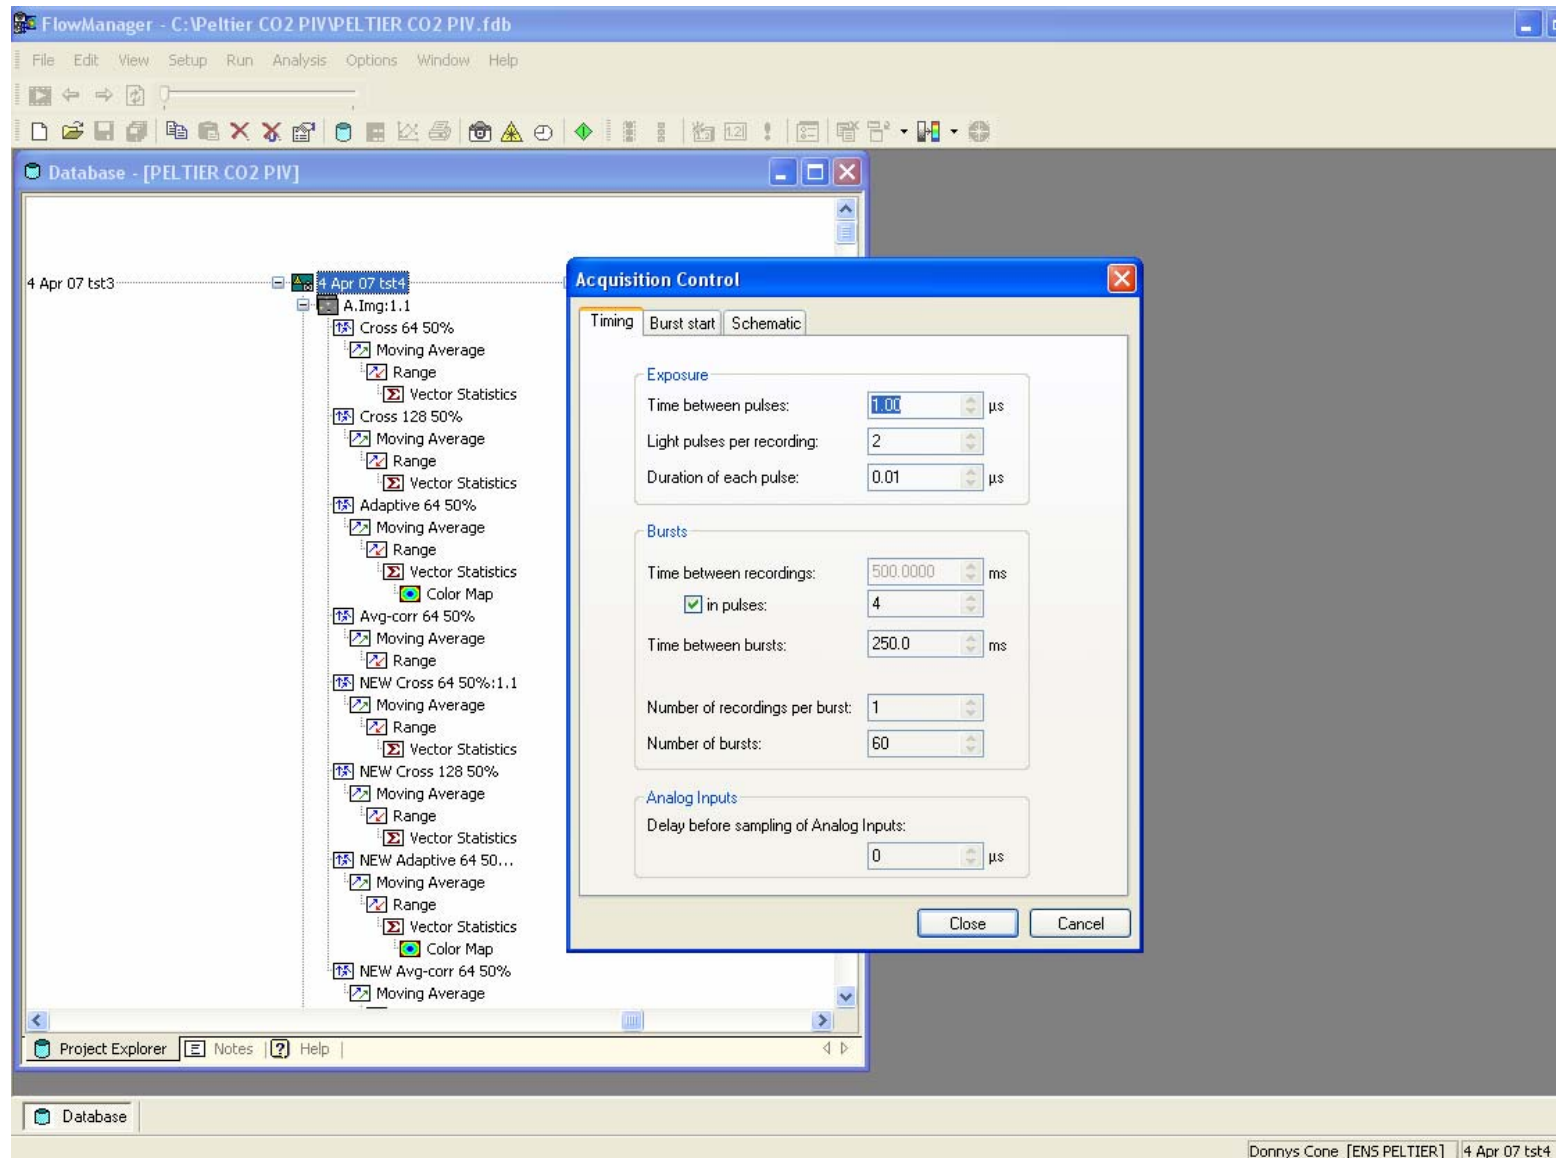 FlowManager - C:\Peltier CO2 PIV\PELTIER CO2 PIV.fdb
File Edit View Setup Run Analysis Options Window Help
Database - [PELTIER CO2 PIV]
4 Apr 07 tst3
4 Apr 07 tst4
A.Img:1.1
Cross 64 50%
Moving Average
Range
Vector Statistics
Cross 128 50%
Moving Average
Range
Vector Statistics
Adaptive 64 50%
Moving Average
Range
Vector Statistics
Color Map
Avg-corr 64 50%
Moving Average
Range
NEW Cross 64 50%:1.1
Moving Average
Range
Vector Statistics
NEW Cross 128 50%
Moving Average
Range
Vector Statistics
NEW Adaptive 64 50...
Moving Average
Range
Vector Statistics
Color Map
NEW Avg-corr 64 50%
Moving Average
Acquisition Control
Timing Burst start Schematic
Exposure
Time between pulses: 1.00 µs
Light pulses per recording: 2
Duration of each pulse: 0.01 µs
Bursts
Time between recordings: 500.0000 ms
in pulses: 4
Time between bursts: 250.0 ms
Number of recordings per burst: 1
Number of bursts: 60
Analog Inputs
Delay before sampling of Analog Inputs:
0 µs
Close Cancel
Project Explorer Notes Help
Database
Donnys Cone [ENS PELTIER] 4 Apr 07 tst4